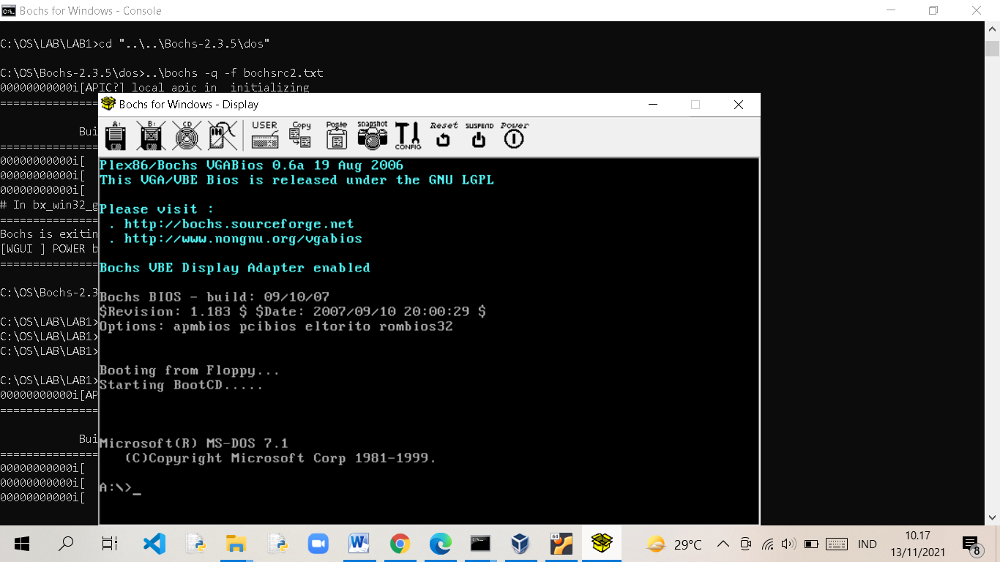 Bochs for Windows - Console
C:\OS\LAB\LAB1>cd "..\..\Bochs-2.3.5\dos"
C:\OS\Bochs-2.3.5\dos>..\bochs -q -f bochsrc2.txt
00000000000i[APIC?] local apic in  initializing
==============
Bui
==============
00000000000i[
00000000000i[
00000000000i[
# In bx_win32_g
==============
Bochs is exitin
[WGUI ] POWER b
==============
C:\OS\Bochs-2.3
C:\OS\LAB\LAB1>
C:\OS\LAB\LAB1>
C:\OS\LAB\LAB1>
C:\OS\LAB\LAB1>
00000000000i[AP
==============
Bui
==============
00000000000i[
00000000000i[
00000000000i[
Bochs for Windows - Display
A: B: CD USER Copy Paste snapshot CONFIG Reset SUSPEND Power
Plex86/Bochs VGABios 0.6a 19 Aug 2006
This VGA/VBE Bios is released under the GNU LGPL
Please visit :
. http://bochs.sourceforge.net
. http://www.nongnu.org/vgabios
Bochs VBE Display Adapter enabled
Bochs BIOS - build: 09/10/07
$Revision: 1.183 $ $Date: 2007/09/10 20:00:29 $
Options: apmbios pcibios eltorito rombios32
Booting from Floppy...
Starting BootCD.....
Microsoft(R) MS-DOS 7.1
(C)Copyright Microsoft Corp 1981-1999.
A:\>_
29°C
IND
10.17
13/11/2021
8
64